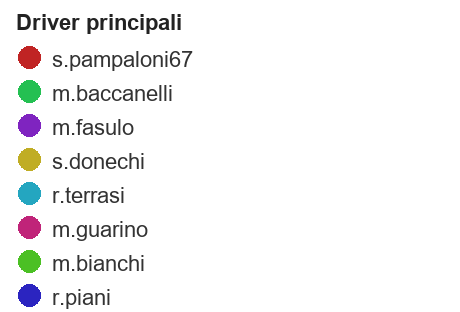 Driver principali
s.pampaloni67
m.baccanelli
m.fasulo
s.donechi
r.terrasi
m.guarino
m.bianchi
r.piani